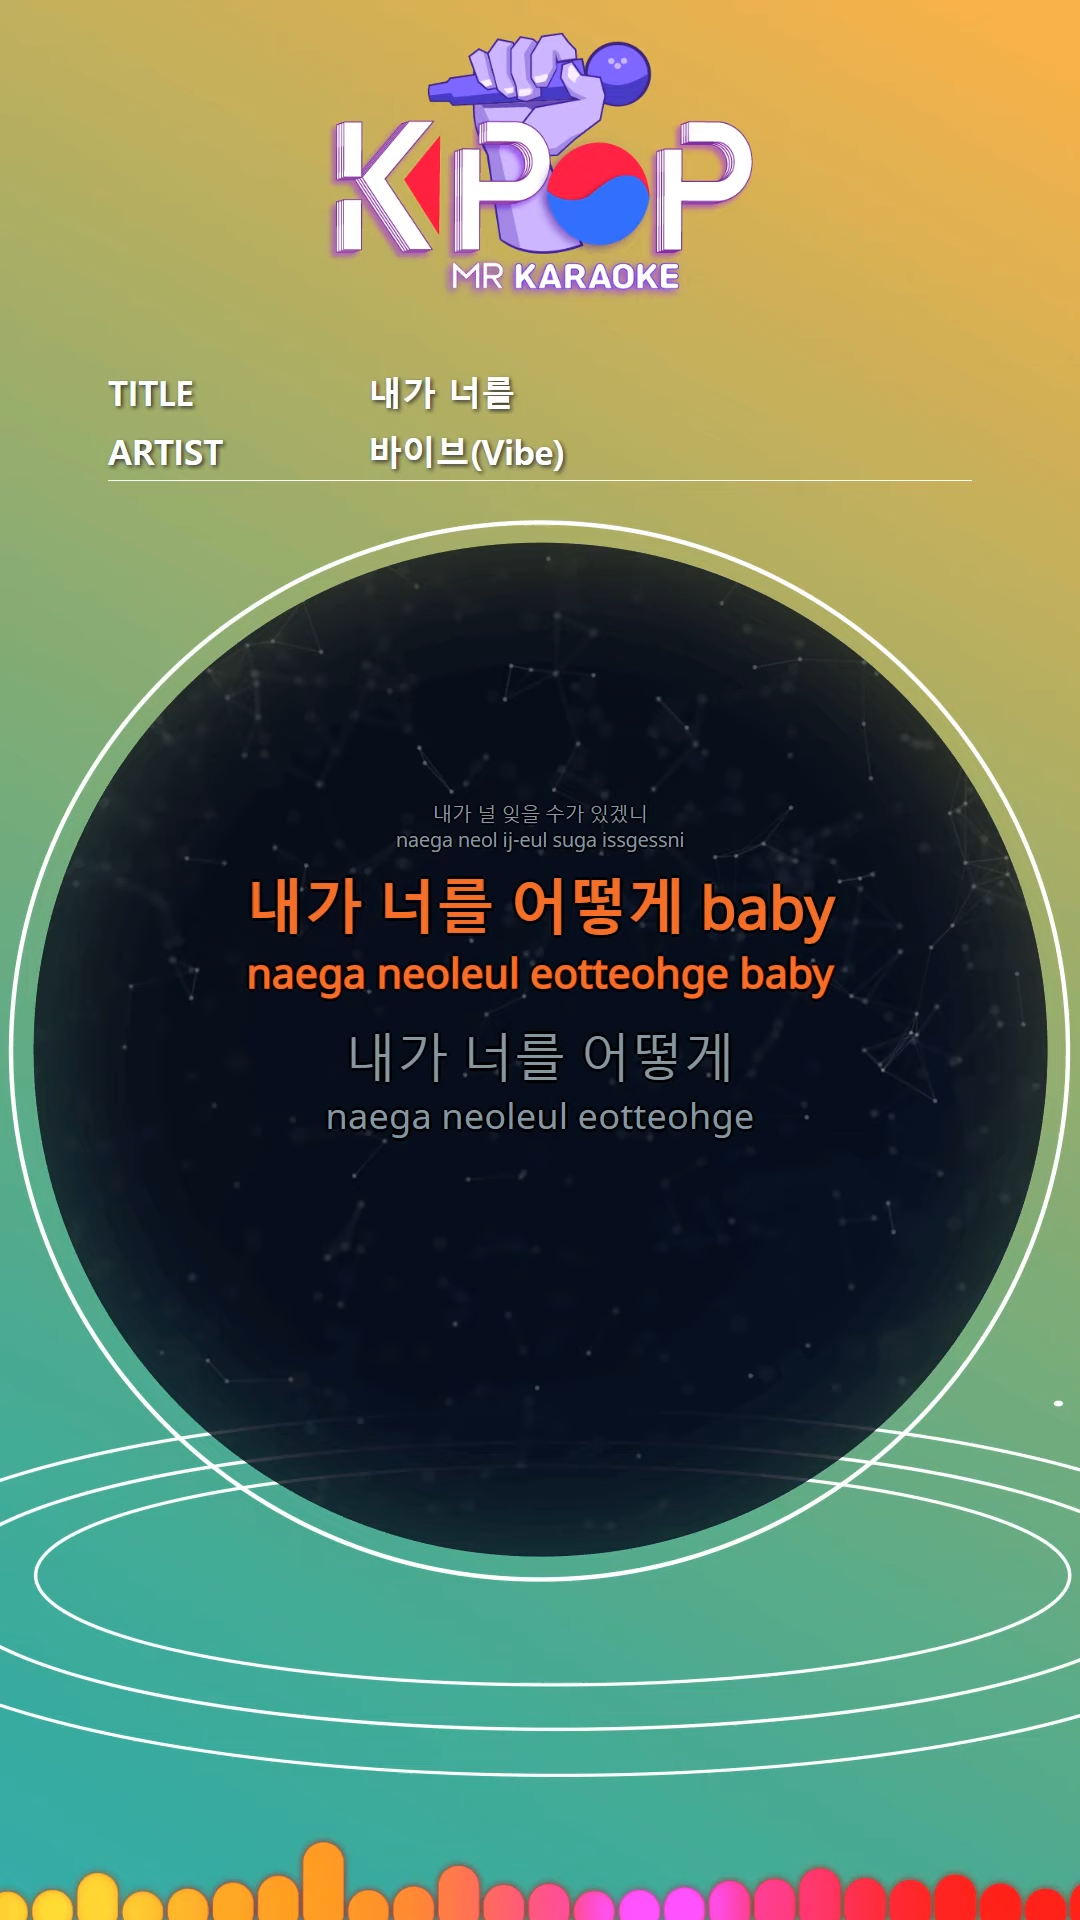 KPOP
MR KARAOKE
TITLE 내가 너를
ARTIST 바이브(Vibe)
내가 널 잊을 수가 있겠니
naega neol ij-eul suga issgessni
내가 너를 어떻게 baby
naega neoleul eotteohge baby
내가 너를 어떻게
naega neoleul eotteohge